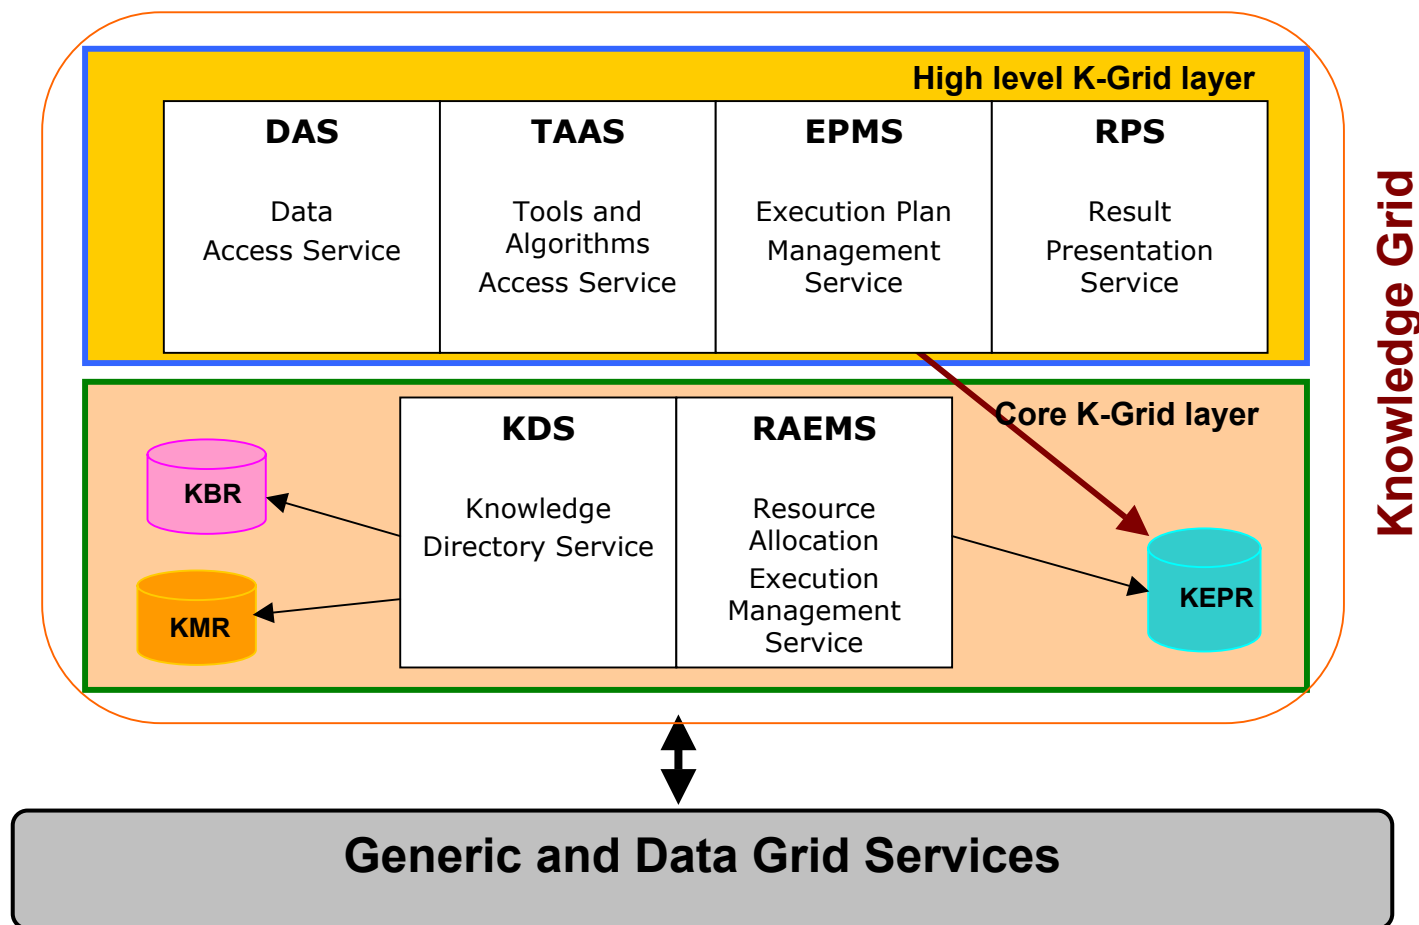 High level K-Grid layer
DAS
Data
Access Service
TAAS
Tools and
Algorithms
Access Service
EPMS
Execution Plan
Management
Service
RPS
Result
Presentation
Service
Knowledge Grid
Core K-Grid layer
KBR
KMR
KDS
Knowledge
Directory Service
RAEMS
Resource
Allocation
Execution
Management
Service
KEPR
Generic and Data Grid Services